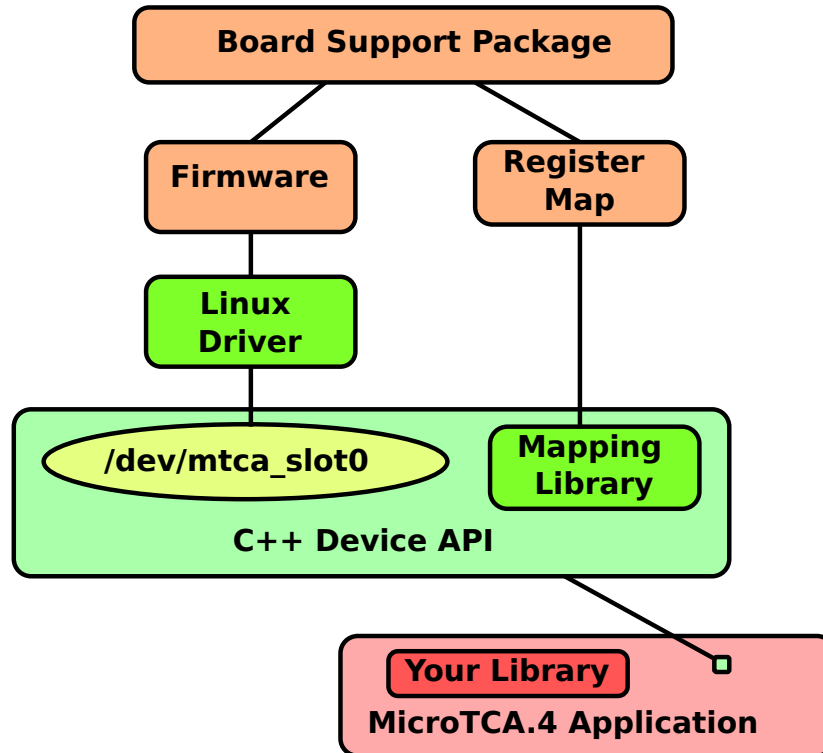 Board Support Package
Firmware
Register
Map
Linux
Driver
/dev/mtca_slot0
Mapping
Library
C++ Device API
Your Library
MicroTCA.4 Application